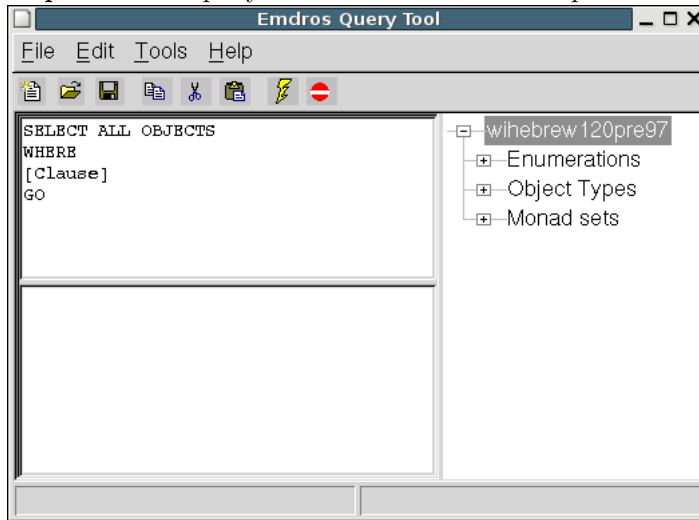 Emdros Query Tool
File Edit Tools Help
SELECT ALL OBJECTS
WHERE
[Clause]
GO
wihebrew120pre97
Enumerations
Object Types
Monad sets